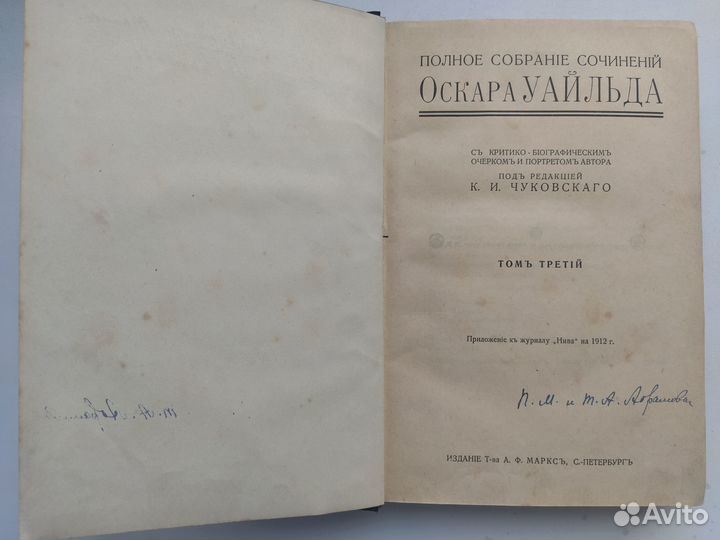 ПОЛНОЕ СОБРАНІЕ СОЧИНЕНІЙ
ОСКАРА УАЙЛЬДА
СЪ КРИТИКО-БІОГРАФИЧЕСКИМЪ
ОЧЕРКОМЪ И ПОРТРЕТОМЪ АВТОРА
ПОДЪ РЕДАКЦІЕЙ
К. И. ЧУКОВСКАГО
ТОМЪ ТРЕТІЙ
Приложеніе къ журналу „Нива“ на 1912 г.
П. М. и Т. А.
ИЗДАНІЕ Т-ва А. Ф. МАРКСЪ, С.-ПЕТЕРБУРГЪ
Avito